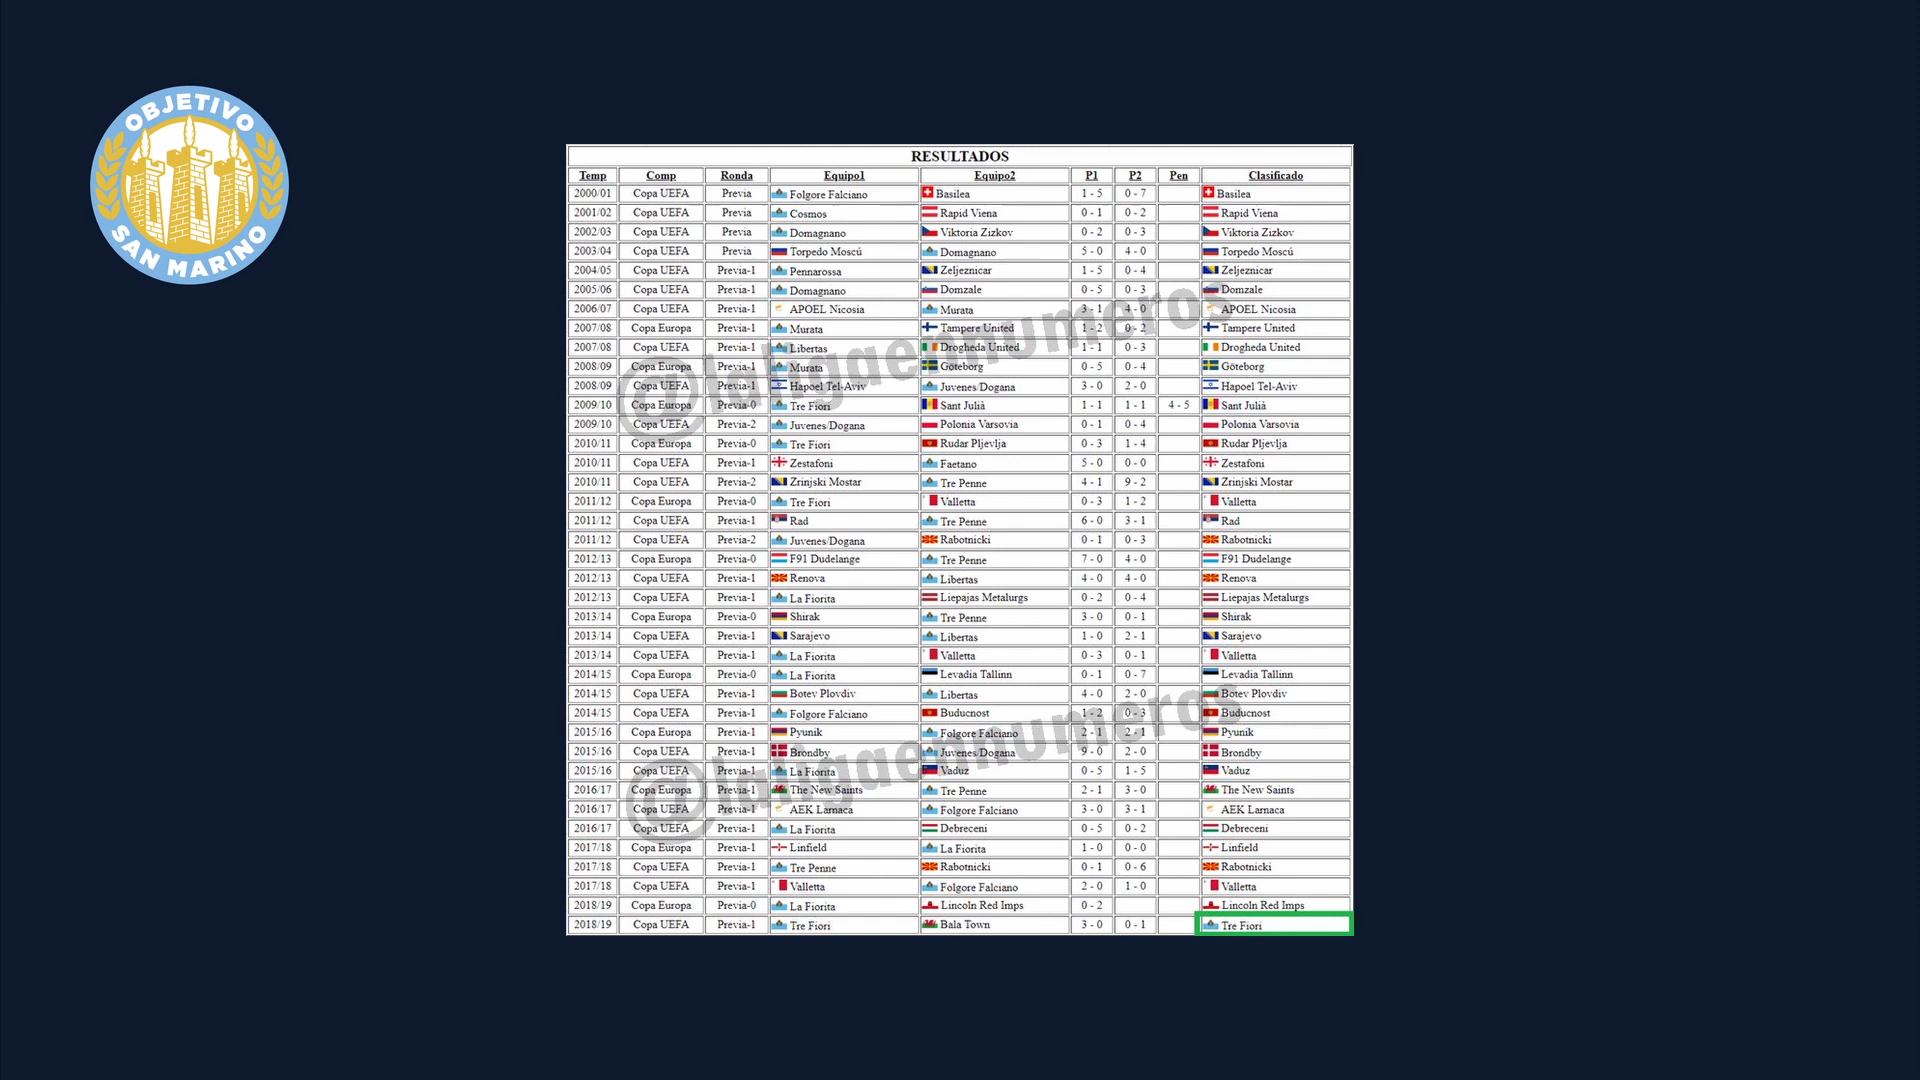 OBJETIVO
SAN MARINO
RESULTADOS
Temp Comp Ronda Equipo1 Equipo2 P1 P2 Pen Clasificado
2000/01 Copa UEFA Previa Folgore Falciano Basilea 1 - 5 0 - 7 Basilea
2001/02 Copa UEFA Previa Cosmos Rapid Viena 0 - 1 0 - 2 Rapid Viena
2002/03 Copa UEFA Previa Domagnano Viktoria Zizkov 0 - 2 0 - 3 Viktoria Zizkov
2003/04 Copa UEFA Previa Torpedo Moscú Domagnano 5 - 0 4 - 0 Torpedo Moscú
2004/05 Copa UEFA Previa-1 Pennarossa Zeljeznicar 1 - 5 0 - 4 Zeljeznicar
2005/06 Copa UEFA Previa-1 Domagnano Domzale 0 - 5 0 - 3 Domzale
2006/07 Copa UEFA Previa-1 APOEL Nicosia Murata 3 - 1 4 - 0 APOEL Nicosia
2007/08 Copa Europa Previa-1 Murata Tampere United 1 - 2 0 - 2 Tampere United
2007/08 Copa UEFA Previa-1 Libertas Drogheda United 1 - 1 0 - 3 Drogheda United
2008/09 Copa Europa Previa-1 Murata Göteborg 0 - 5 0 - 4 Göteborg
2008/09 Copa UEFA Previa-1 Hapoel Tel-Aviv Juvenes/Dogana 3 - 0 2 - 0 Hapoel Tel-Aviv
2009/10 Copa Europa Previa-0 Tre Fiori Sant Julià 1 - 1 1 - 1 4 - 5 Sant Julià
2009/10 Copa UEFA Previa-2 Juvenes/Dogana Polonia Varsovia 0 - 1 0 - 4 Polonia Varsovia
2010/11 Copa Europa Previa-0 Tre Fiori Rudar Pljevlja 0 - 3 1 - 4 Rudar Pljevlja
2010/11 Copa UEFA Previa-1 Zestafoni Faetano 5 - 0 0 - 0 Zestafoni
2010/11 Copa UEFA Previa-2 Zrinjski Mostar Tre Penne 4 - 1 9 - 2 Zrinjski Mostar
2011/12 Copa Europa Previa-0 Tre Fiori Valletta 0 - 3 1 - 2 Valletta
2011/12 Copa UEFA Previa-1 Rad Tre Penne 6 - 0 3 - 1 Rad
2011/12 Copa UEFA Previa-2 Juvenes/Dogana Rabotnicki 0 - 1 0 - 3 Rabotnicki
2012/13 Copa Europa Previa-0 F91 Dudelange Tre Penne 7 - 0 4 - 0 F91 Dudelange
2012/13 Copa UEFA Previa-1 Renova Libertas 4 - 0 4 - 0 Renova
2012/13 Copa UEFA Previa-1 La Fiorita Liepajas Metalurgs 0 - 2 0 - 4 Liepajas Metalurgs
2013/14 Copa Europa Previa-0 Shirak Tre Penne 3 - 0 0 - 1 Shirak
2013/14 Copa UEFA Previa-1 Sarajevo Libertas 1 - 0 2 - 1 Sarajevo
2013/14 Copa UEFA Previa-1 La Fiorita Valletta 0 - 3 0 - 1 Valletta
2014/15 Copa Europa Previa-0 La Fiorita Levadia Tallinn 0 - 1 0 - 7 Levadia Tallinn
2014/15 Copa UEFA Previa-1 Botev Plovdiv Libertas 4 - 0 2 - 0 Botev Plovdiv
2014/15 Copa UEFA Previa-1 Folgore Falciano Buducnost 1 - 2 0 - 3 Buducnost
2015/16 Copa Europa Previa-1 Pyunik Folgore Falciano 2 - 1 2 - 1 Pyunik
2015/16 Copa UEFA Previa-1 Brondby Juvenes/Dogana 9 - 0 2 - 0 Brondby
2015/16 Copa UEFA Previa-1 La Fiorita Vaduz 0 - 5 1 - 5 Vaduz
2016/17 Copa Europa Previa-1 The New Saints Tre Penne 2 - 1 3 - 0 The New Saints
2016/17 Copa UEFA Previa-1 AEK Larnaca Folgore Falciano 3 - 0 3 - 1 AEK Larnaca
2016/17 Copa UEFA Previa-1 La Fiorita Debreceni 0 - 5 0 - 2 Debreceni
2017/18 Copa Europa Previa-1 Linfield La Fiorita 1 - 0 0 - 0 Linfield
2017/18 Copa UEFA Previa-1 Tre Penne Rabotnicki 0 - 1 0 - 6 Rabotnicki
2017/18 Copa UEFA Previa-1 Valletta Folgore Falciano 2 - 0 1 - 0 Valletta
2018/19 Copa Europa Previa-0 La Fiorita Lincoln Red Imps 0 - 2 Lincoln Red Imps
2018/19 Copa UEFA Previa-1 Tre Fiori Bala Town 3 - 0 0 - 1 Tre Fiori
@laligaennumeros
@laligaennumeros